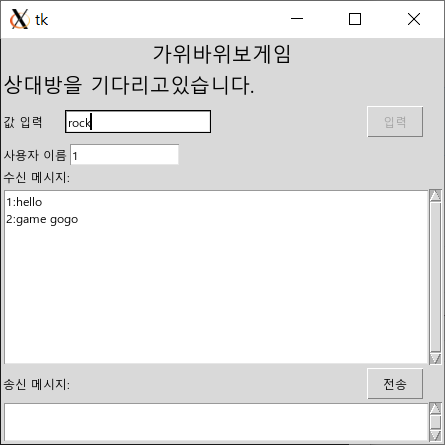 tk
가위바위보게임
상대방을 기다리고있습니다.
값 입력 rock 입력
사용자 이름 1
수신 메시지:
1:hello
2:game gogo
송신 메시지: 전송